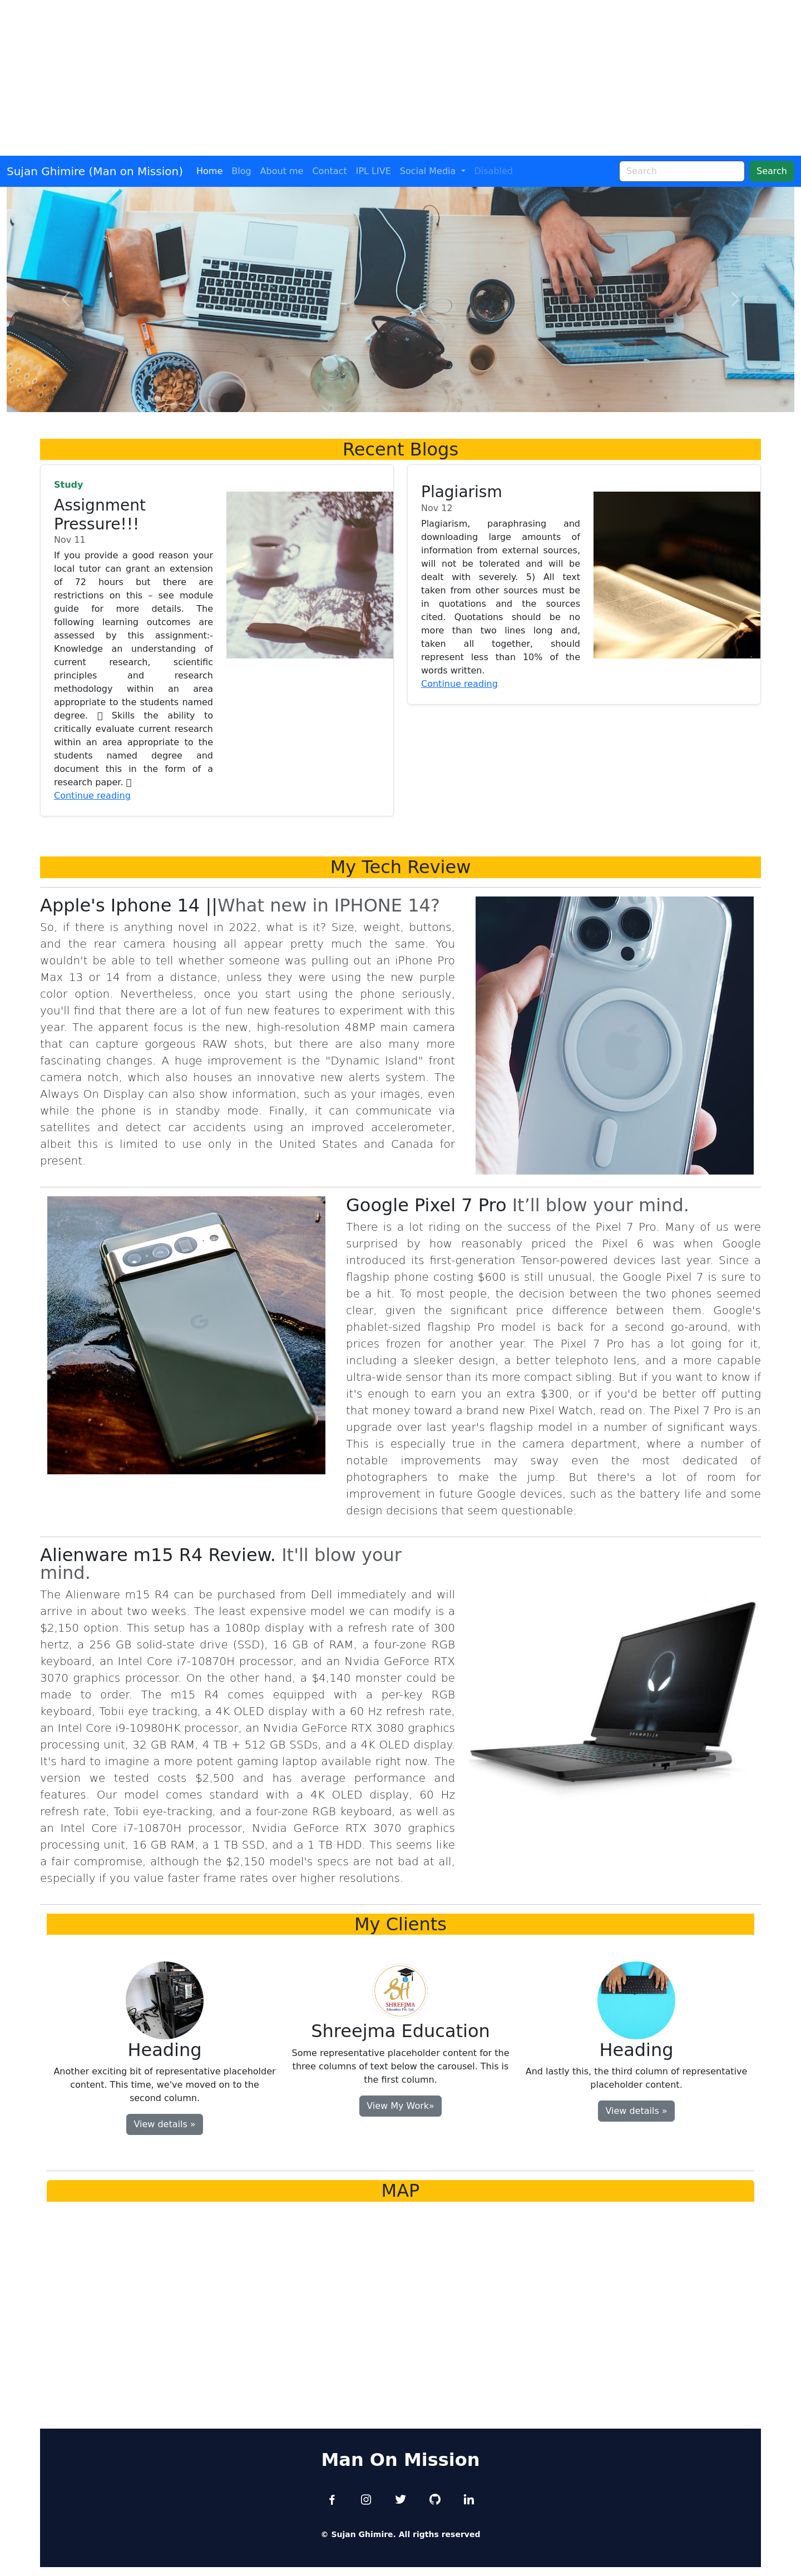 Sujan Ghimire (Man on Mission) Home Blog About me Contact IPL LIVE Social Media Disabled Search Search
Recent Blogs
Study
Assignment
Pressure!!!
Nov 11
If you provide a good reason your
local tutor can grant an extension
of 72 hours but there are
restrictions on this – see module
guide for more details. The
following learning outcomes are
assessed by this assignment:-
Knowledge an understanding of
current research, scientific
principles and research
methodology within an area
appropriate to the students named
degree.  Skills the ability to
critically evaluate current research
within an area appropriate to the
students named degree and
document this in the form of a
research paper. 
Continue reading
Plagiarism
Nov 12
Plagiarism, paraphrasing and
downloading large amounts of
information from external sources,
will not be tolerated and will be
dealt with severely. 5) All text
taken from other sources must be
in quotations and the sources
cited. Quotations should be no
more than two lines long and,
taken all together, should
represent less than 10% of the
words written.
Continue reading
My Tech Review
Apple's Iphone 14 ||What new in IPHONE 14?
So, if there is anything novel in 2022, what is it? Size, weight, buttons,
and the rear camera housing all appear pretty much the same. You
wouldn't be able to tell whether someone was pulling out an iPhone Pro
Max 13 or 14 from a distance, unless they were using the new purple
color option. Nevertheless, once you start using the phone seriously,
you'll find that there are a lot of fun new features to experiment with this
year. The apparent focus is the new, high-resolution 48MP main camera
that can capture gorgeous RAW shots, but there are also many more
fascinating changes. A huge improvement is the "Dynamic Island" front
camera notch, which also houses an innovative new alerts system. The
Always On Display can also show information, such as your images, even
while the phone is in standby mode. Finally, it can communicate via
satellites and detect car accidents using an improved accelerometer,
albeit this is limited to use only in the United States and Canada for
present.
Google Pixel 7 Pro It’ll blow your mind.
There is a lot riding on the success of the Pixel 7 Pro. Many of us were
surprised by how reasonably priced the Pixel 6 was when Google
introduced its first-generation Tensor-powered devices last year. Since a
flagship phone costing $600 is still unusual, the Google Pixel 7 is sure to
be a hit. To most people, the decision between the two phones seemed
clear, given the significant price difference between them. Google's
phablet-sized flagship Pro model is back for a second go-around, with
prices frozen for another year. The Pixel 7 Pro has a lot going for it,
including a sleeker design, a better telephoto lens, and a more capable
ultra-wide sensor than its more compact sibling. But if you want to know if
it's enough to earn you an extra $300, or if you'd be better off putting
that money toward a brand new Pixel Watch, read on. The Pixel 7 Pro is an
upgrade over last year's flagship model in a number of significant ways.
This is especially true in the camera department, where a number of
notable improvements may sway even the most dedicated of
photographers to make the jump. But there's a lot of room for
improvement in future Google devices, such as the battery life and some
design decisions that seem questionable.
Alienware m15 R4 Review. It'll blow your
mind.
The Alienware m15 R4 can be purchased from Dell immediately and will
arrive in about two weeks. The least expensive model we can modify is a
$2,150 option. This setup has a 1080p display with a refresh rate of 300
hertz, a 256 GB solid-state drive (SSD), 16 GB of RAM, a four-zone RGB
keyboard, an Intel Core i7-10870H processor, and an Nvidia GeForce RTX
3070 graphics processor. On the other hand, a $4,140 monster could be
made to order. The m15 R4 comes equipped with a per-key RGB
keyboard, Tobii eye tracking, a 4K OLED display with a 60 Hz refresh rate,
an Intel Core i9-10980HK processor, an Nvidia GeForce RTX 3080 graphics
processing unit, 32 GB RAM, 4 TB + 512 GB SSDs, and a 4K OLED display.
It's hard to imagine a more potent gaming laptop available right now. The
version we tested costs $2,500 and has average performance and
features. Our model comes standard with a 4K OLED display, 60 Hz
refresh rate, Tobii eye-tracking, and a four-zone RGB keyboard, as well as
an Intel Core i7-10870H processor, Nvidia GeForce RTX 3070 graphics
processing unit, 16 GB RAM, a 1 TB SSD, and a 1 TB HDD. This seems like
a fair compromise, although the $2,150 model's specs are not bad at all,
especially if you value faster frame rates over higher resolutions.
ALIENWARE
My Clients
Heading
Another exciting bit of representative placeholder
content. This time, we've moved on to the
second column.
View details »
SHREEJMA
Shreejma Education
Some representative placeholder content for the
three columns of text below the carousel. This is
the first column.
View My Work»
Heading
And lastly this, the third column of representative
placeholder content.
View details »
MAP
Man On Mission
© Sujan Ghimire. All rigths reserved